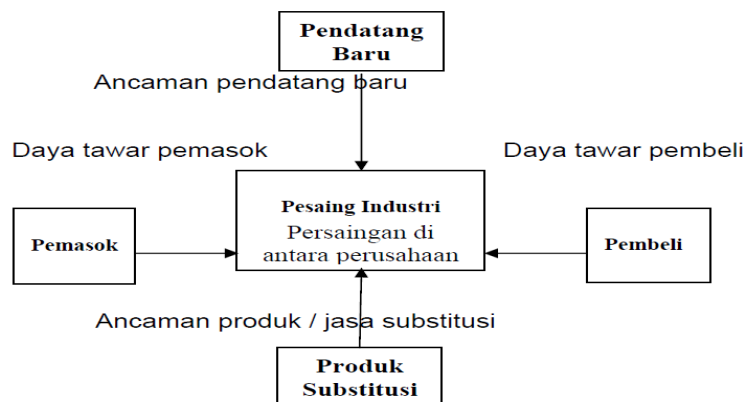 Pendatang
Baru
Ancaman pendatang baru
Daya tawar pemasok
Daya tawar pembeli
Pesaing Industri
Persaingan di
antara perusahaan
Pemasok
Pembeli
Ancaman produk / jasa substitusi
Produk
Substitusi